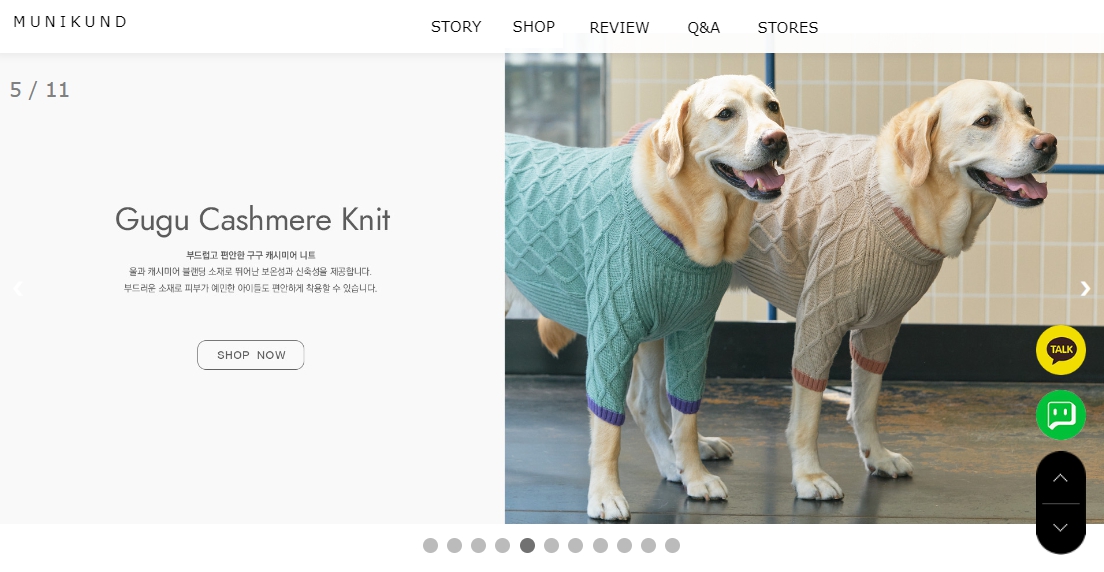 MUNIKUND
STORY SHOP REVIEW Q&A STORES
5 / 11
Gugu Cashmere Knit
부드럽고 편안한 구구 캐시미어 니트
울과 캐시미어 블랜딩 소재로 뛰어난 보온성과 신축성을 제공합니다.
부드러운 소재로 피부가 예민한 아이들도 편안하게 착용할 수 있습니다.
SHOP NOW
TALK